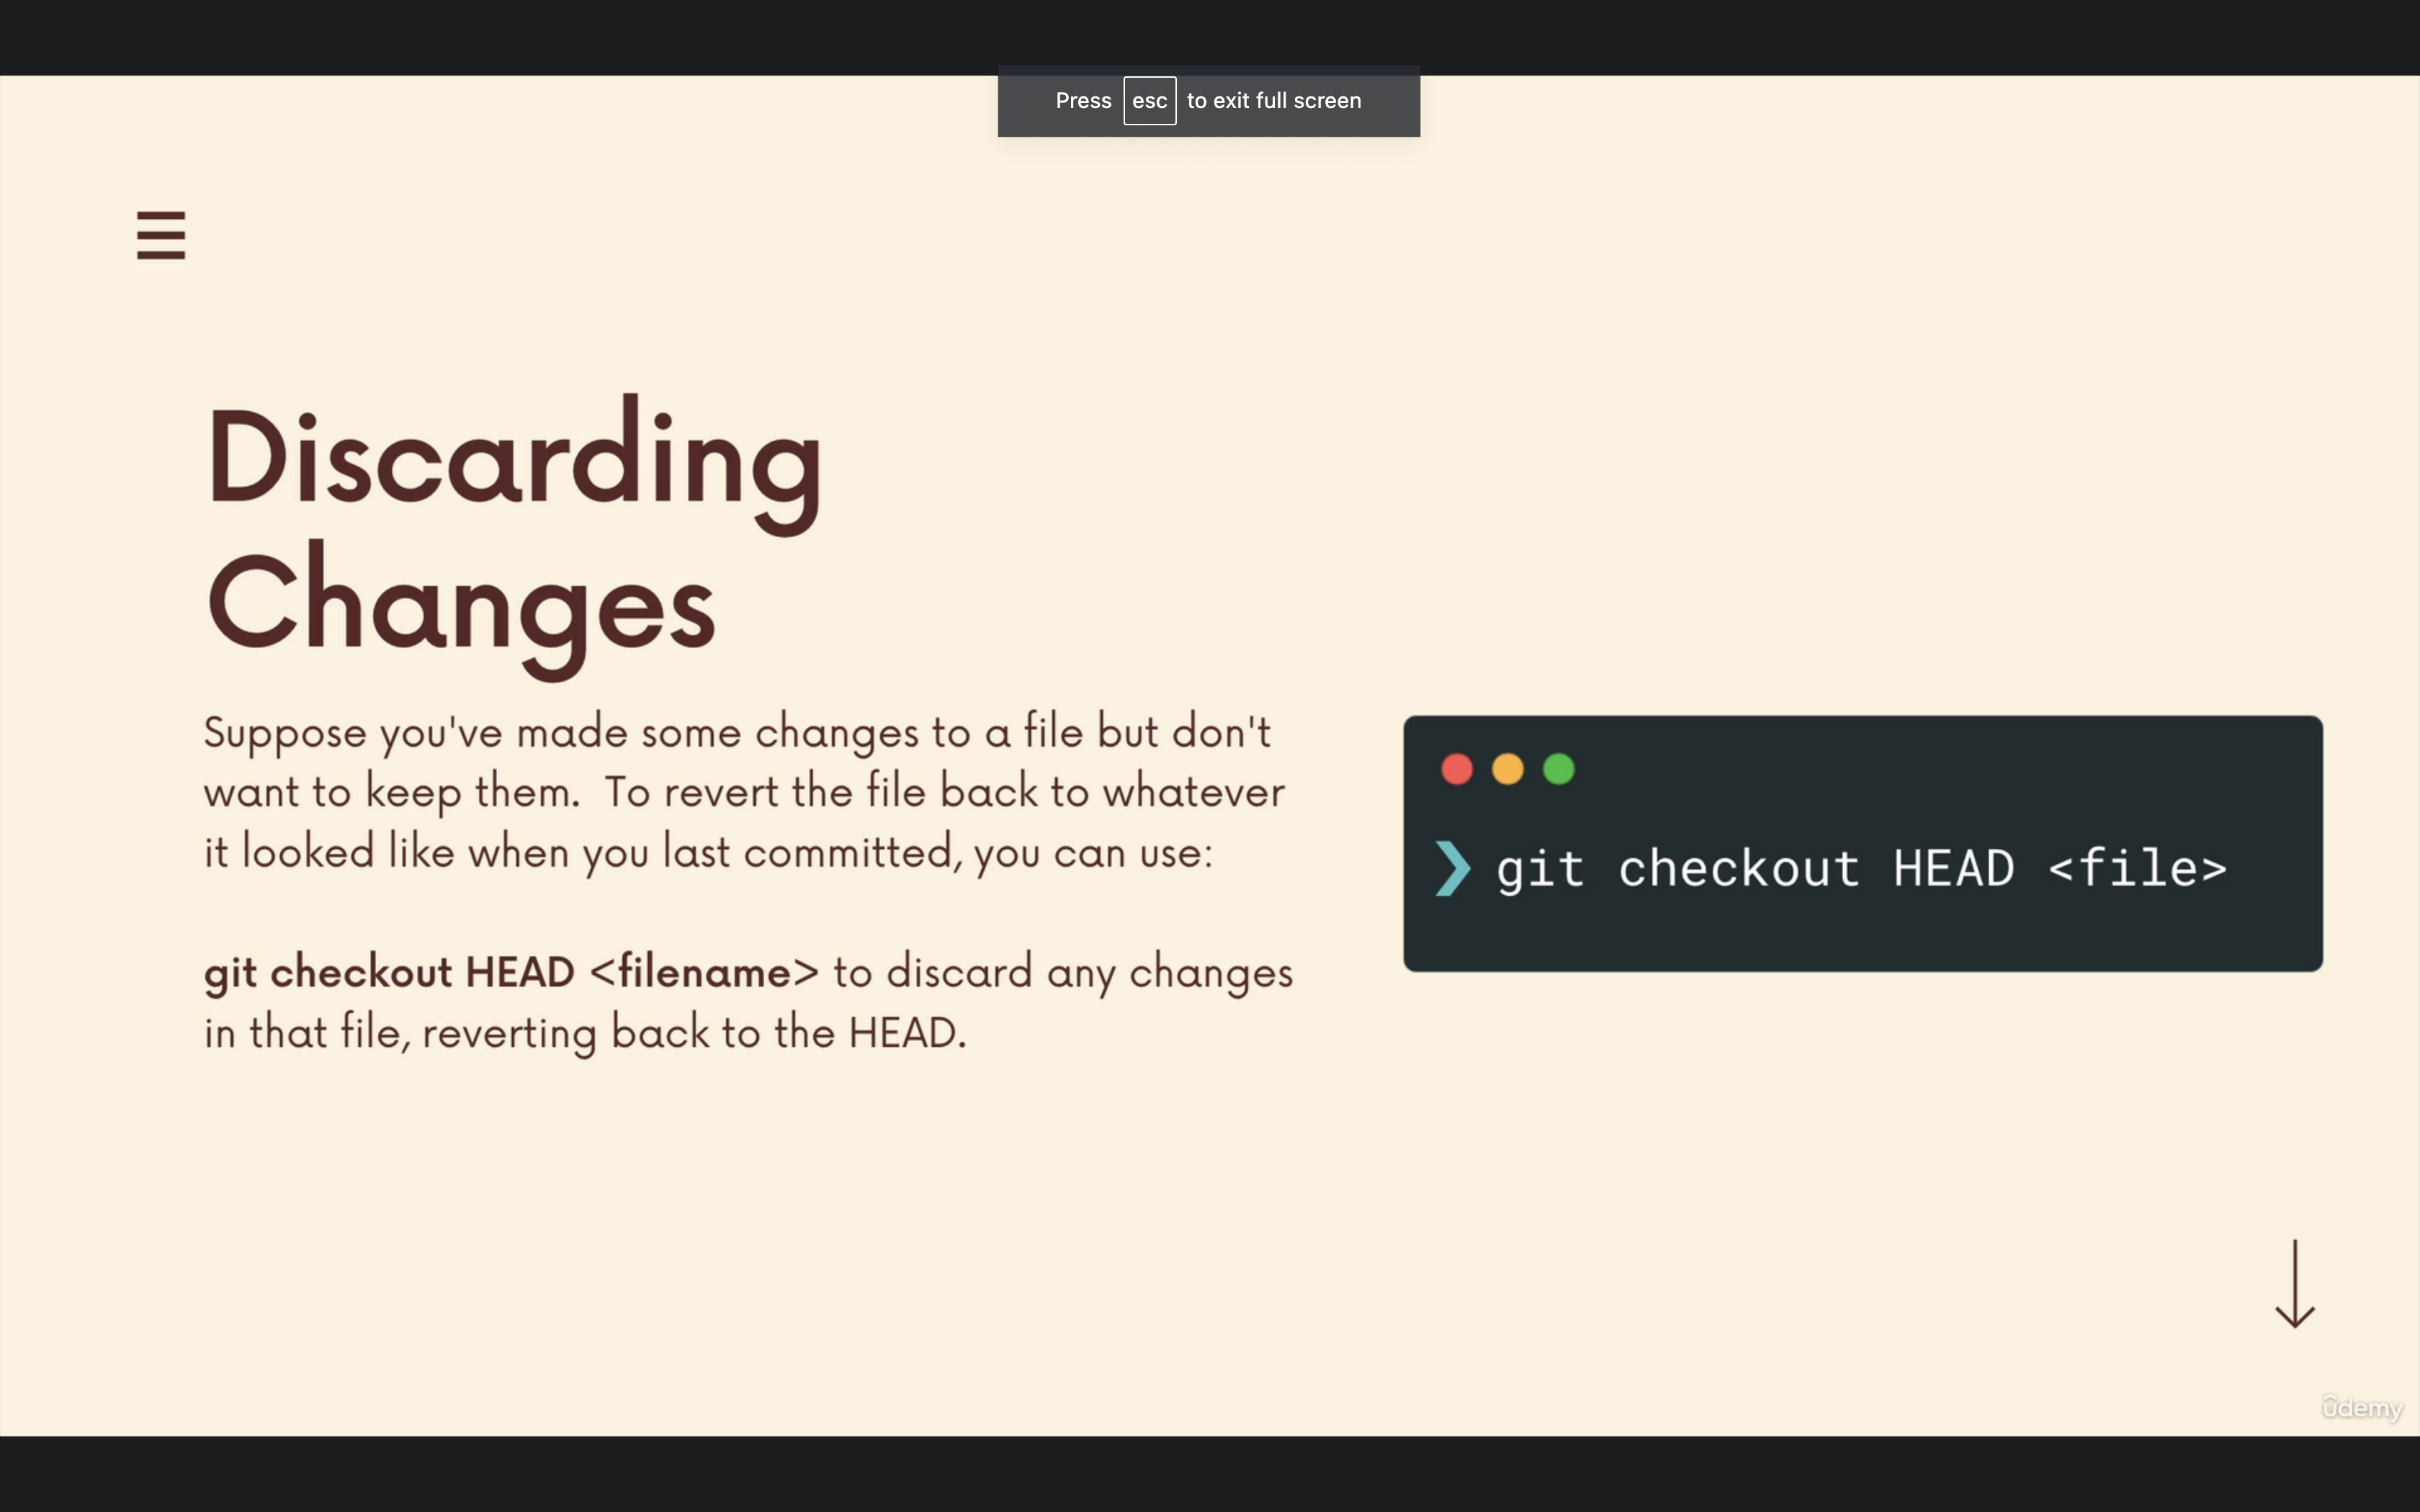 Press esc to exit full screen
Discarding
Changes
Suppose you've made some changes to a file but don't
want to keep them.  To revert the file back to whatever
it looked like when you last committed, you can use:
git checkout HEAD <filename> to discard any changes
in that file, reverting back to the HEAD.
❯ git checkout HEAD <file>
ûdemy